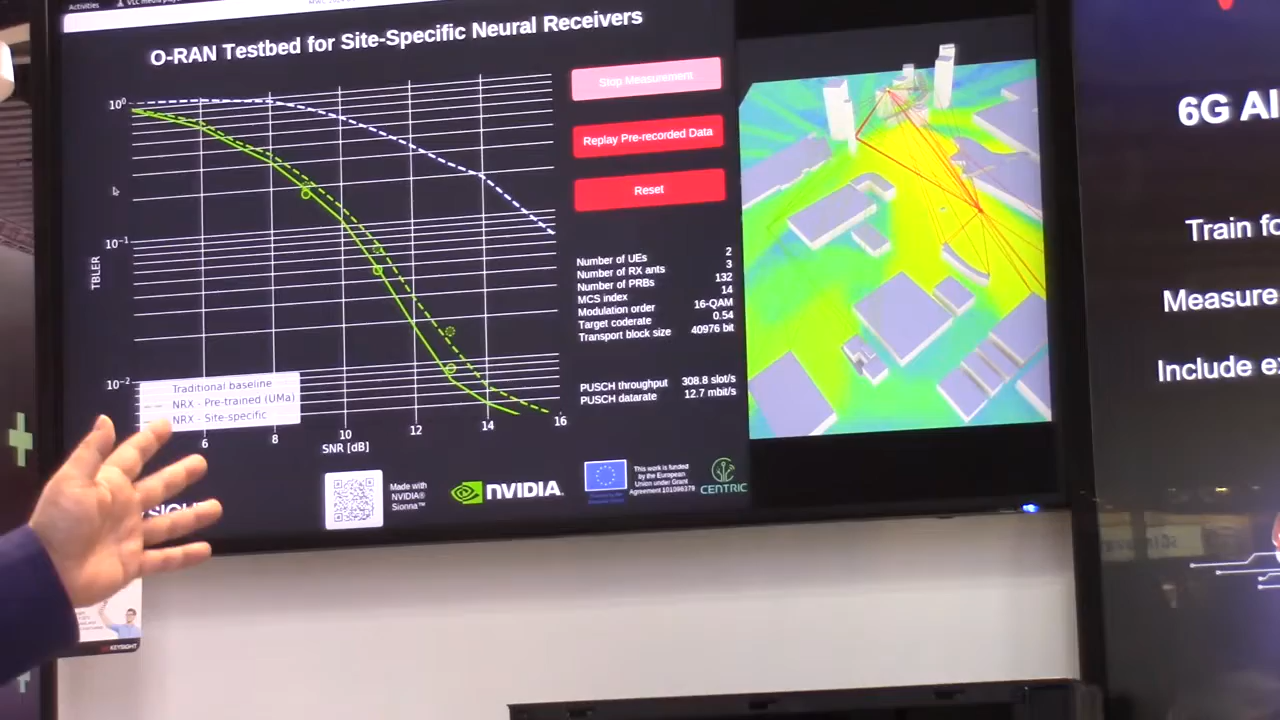 Activities
VLC media play
O-RAN Testbed for Site-Specific Neural Receivers
10⁰
10⁻¹
10⁻²
TBLER
6
8
10
12
14
16
SNR [dB]
Traditional baseline
NRX - Pre-trained (UMa)
NRX - Site-specific
Stop Measurement
Replay Pre-recorded Data
Reset
Number of UEs 2
Number of RX ants 3
Number of PRBs 132
MCS index 14
Modulation order 16-QAM
Target coderate 0.54
Transport block size 40976 bit
PUSCH throughput 308.8 slot/s
PUSCH datarate 12.7 mbit/s
Made with
NVIDIA®
Sionna™
NVIDIA
This work is funded
by the European
Union under Grant
Agreement 101096379
CENTRIC
KEYSIGHT
6G AI
Train fo
Measure
Include e